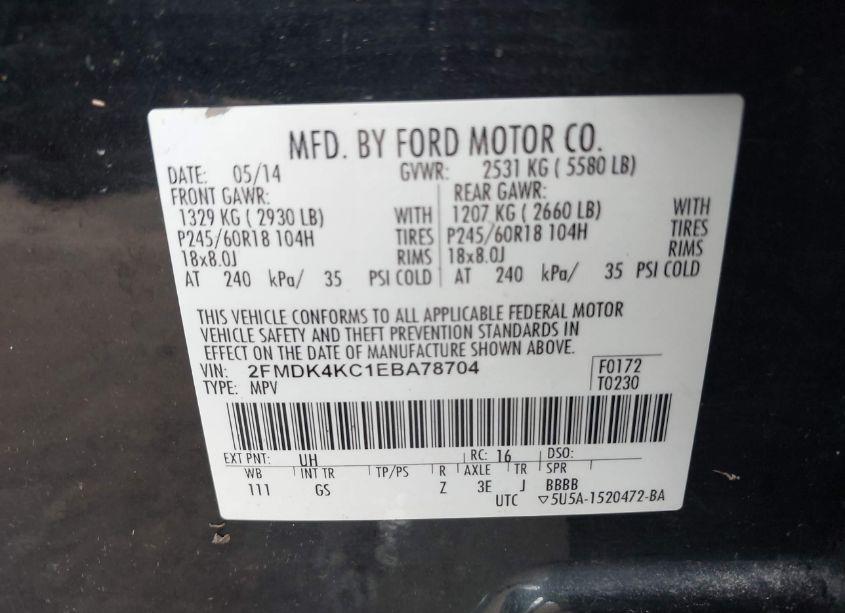 MFD. BY FORD MOTOR CO.
DATE: 05/14 GVWR: 2531 KG ( 5580 LB)
FRONT GAWR: REAR GAWR:
1329 KG ( 2930 LB) WITH 1207 KG ( 2660 LB) WITH
P245/60R18 104H TIRES P245/60R18 104H TIRES
18x8.0J RIMS 18x8.0J RIMS
AT 240 kPa/ 35 PSI COLD AT 240 kPa/ 35 PSI COLD
THIS VEHICLE CONFORMS TO ALL APPLICABLE FEDERAL MOTOR
VEHICLE SAFETY AND THEFT PREVENTION STANDARDS IN
EFFECT ON THE DATE OF MANUFACTURE SHOWN ABOVE.
VIN: 2FMDK4KC1EBA78704 F0172
TYPE: MPV T0230
EXT PNT: UH RC: 16 DSO:
WB INT TR TP/PS R AXLE TR SPR
111 GS Z 3E J BBBB
UTC ▽5U5A-1520472-BA